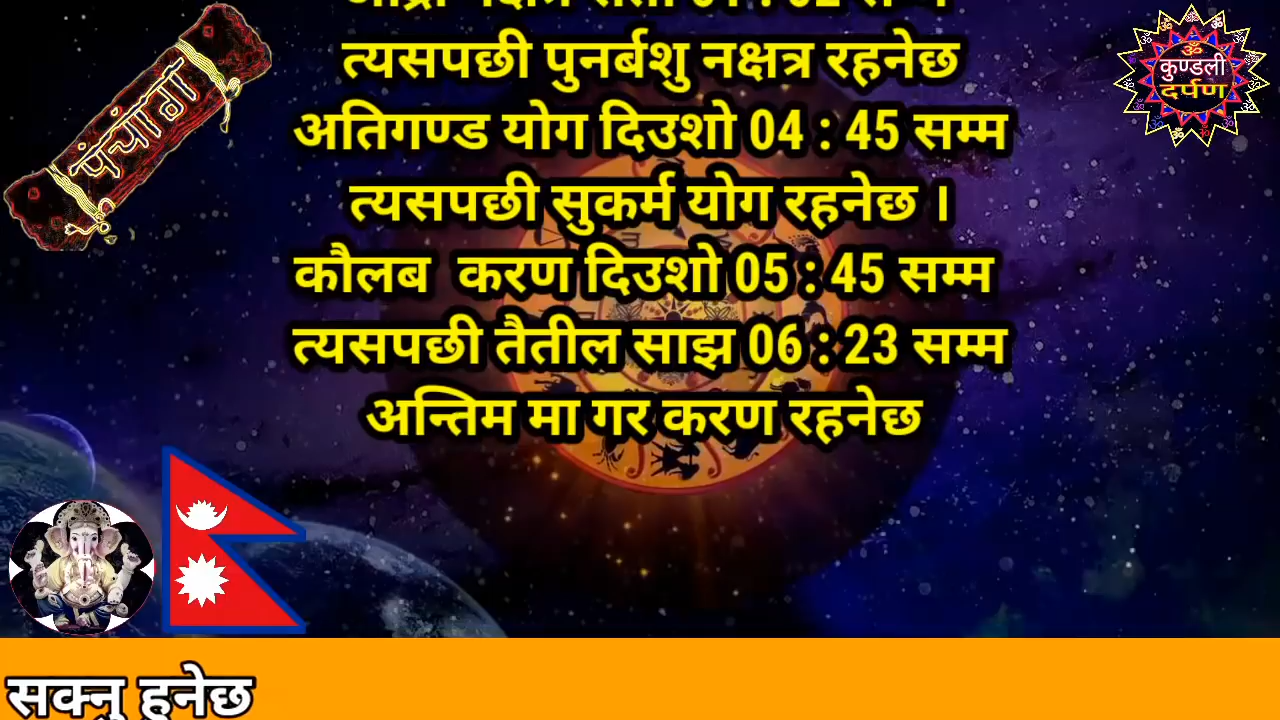 त्यसपछी पुनर्बशु नक्षत्र रहनेछ
अतिगण्ड योग दिउशो 04 : 45 सम्म
त्यसपछी सुकर्म योग रहनेछ ।
कौलब करण दिउशो 05 : 45 सम्म
त्यसपछी तैतील साझ 06 : 23 सम्म
अन्तिम मा गर करण रहनेछ
पंचांग
कुण्डली
दर्पण
सक्नु हुनेछ